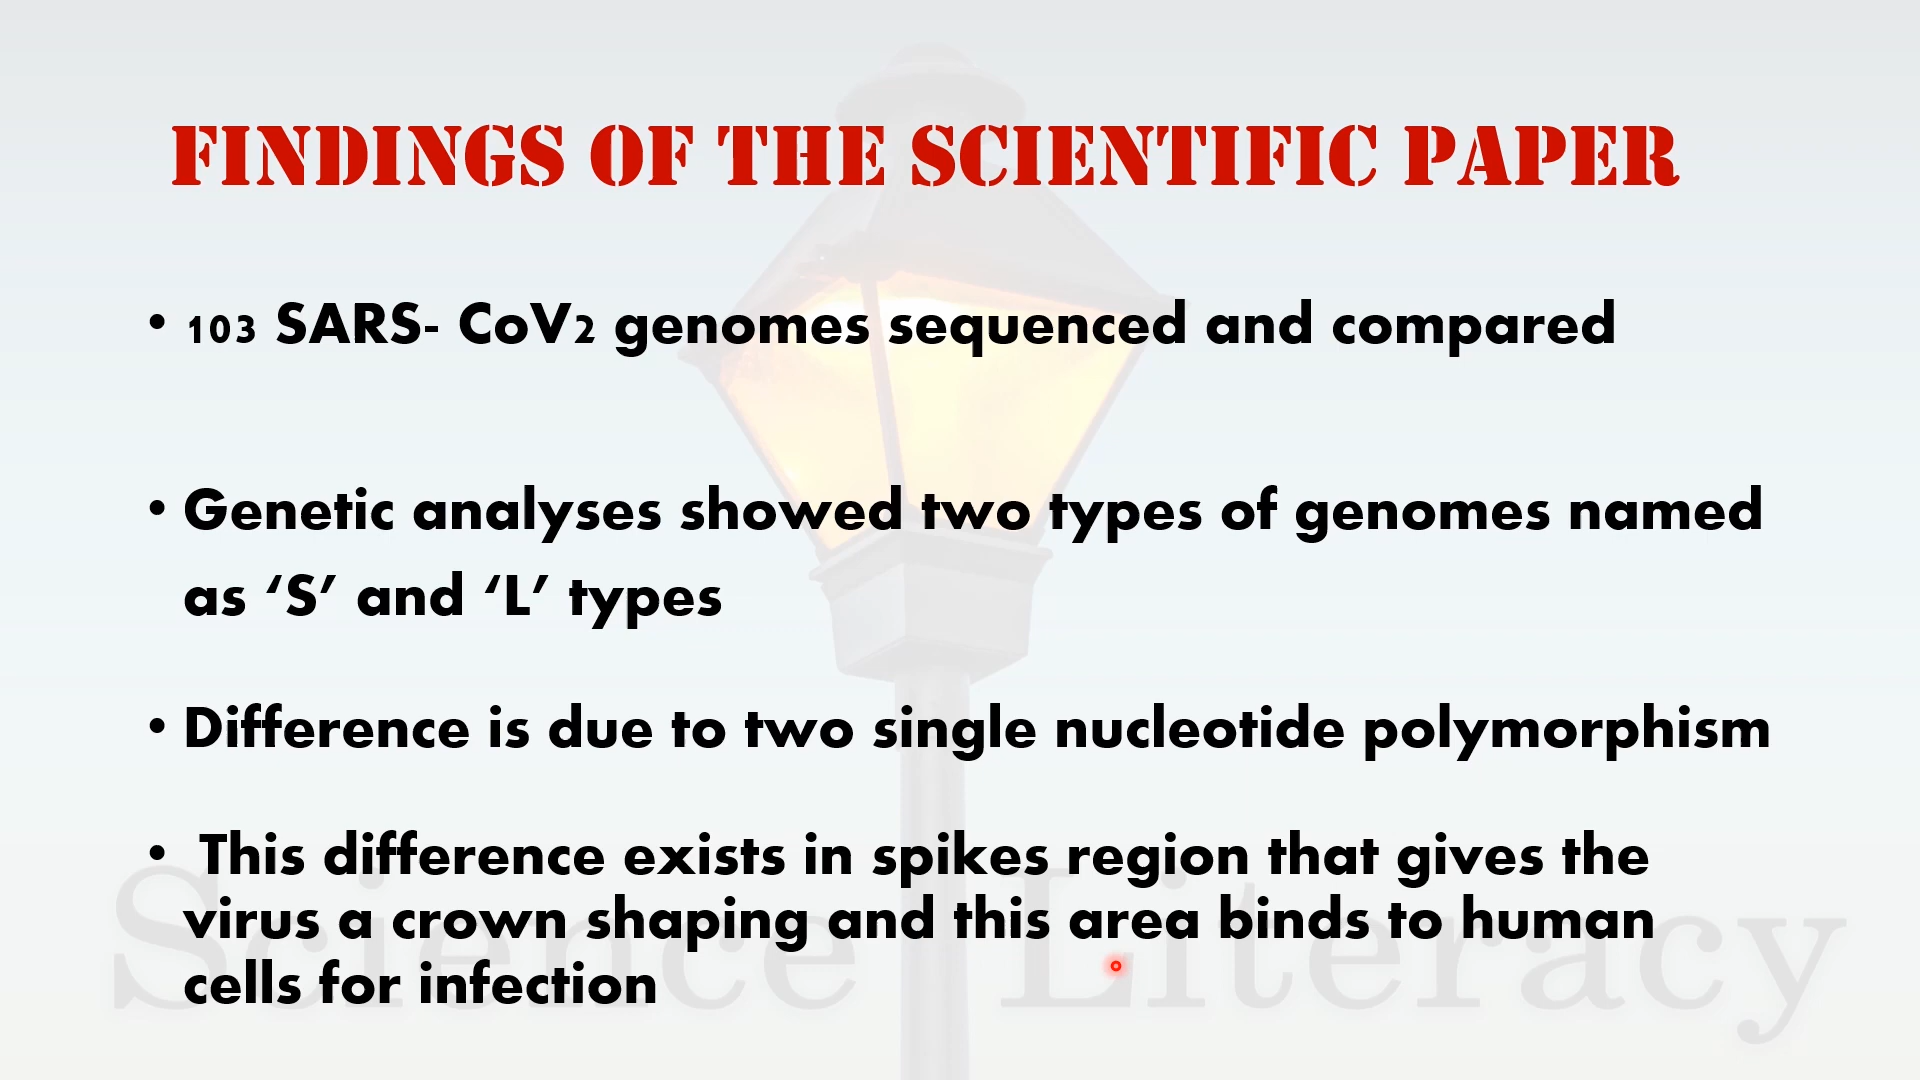 FINDINGS OF THE SCIENTIFIC PAPER
• 103 SARS- CoV2 genomes sequenced and compared
• Genetic analyses showed two types of genomes named
as ‘S’ and ‘L’ types
• Difference is due to two single nucleotide polymorphism
• This difference exists in spikes region that gives the
virus a crown shaping and this area binds to human
cells for infection
Science Literacy